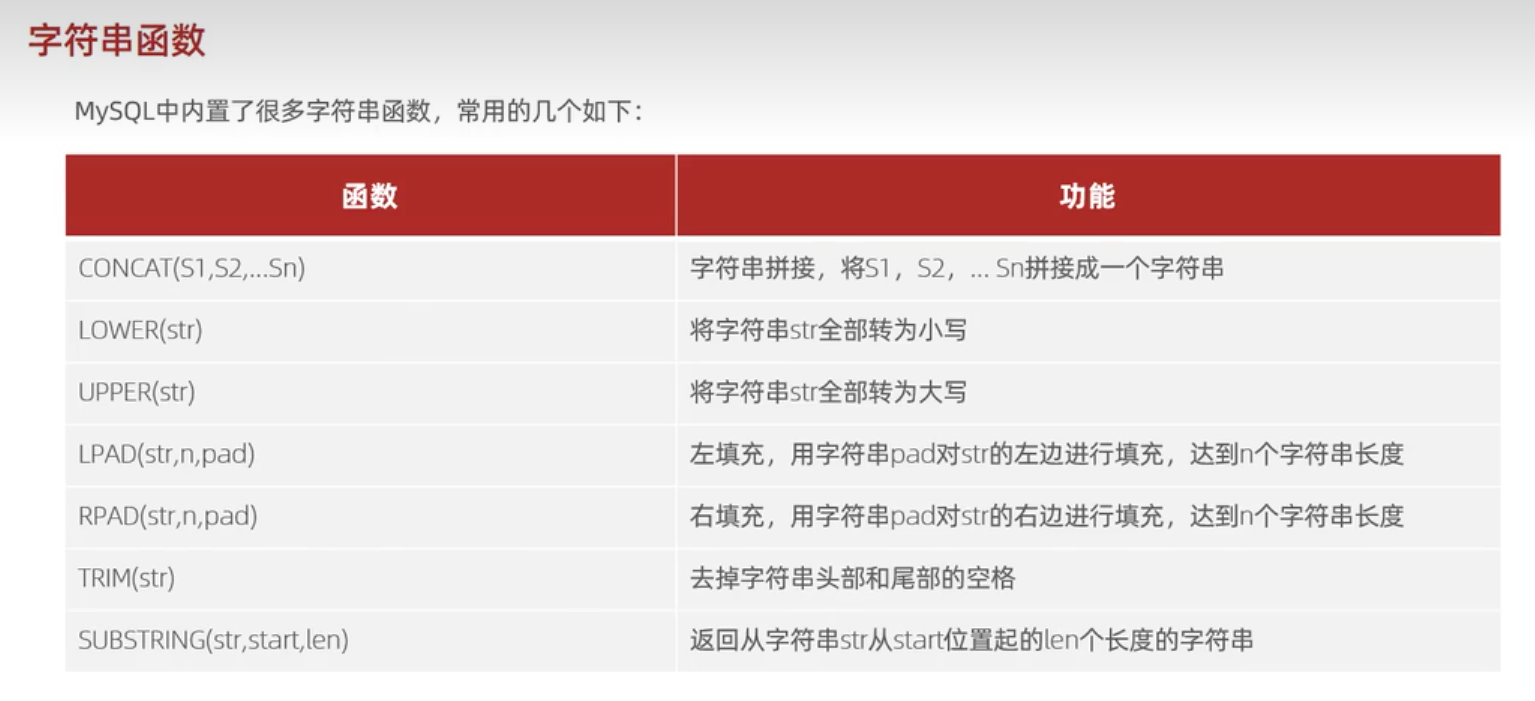 字符串函数
MySQL中内置了很多字符串函数，常用的几个如下：
函数 功能
CONCAT(S1,S2,...Sn) 字符串拼接，将S1，S2，... Sn拼接成一个字符串
LOWER(str) 将字符串str全部转为小写
UPPER(str) 将字符串str全部转为大写
LPAD(str,n,pad) 左填充，用字符串pad对str的左边进行填充，达到n个字符串长度
RPAD(str,n,pad) 右填充，用字符串pad对str的右边进行填充，达到n个字符串长度
TRIM(str) 去掉字符串头部和尾部的空格
SUBSTRING(str,start,len) 返回从字符串str从start位置起的len个长度的字符串